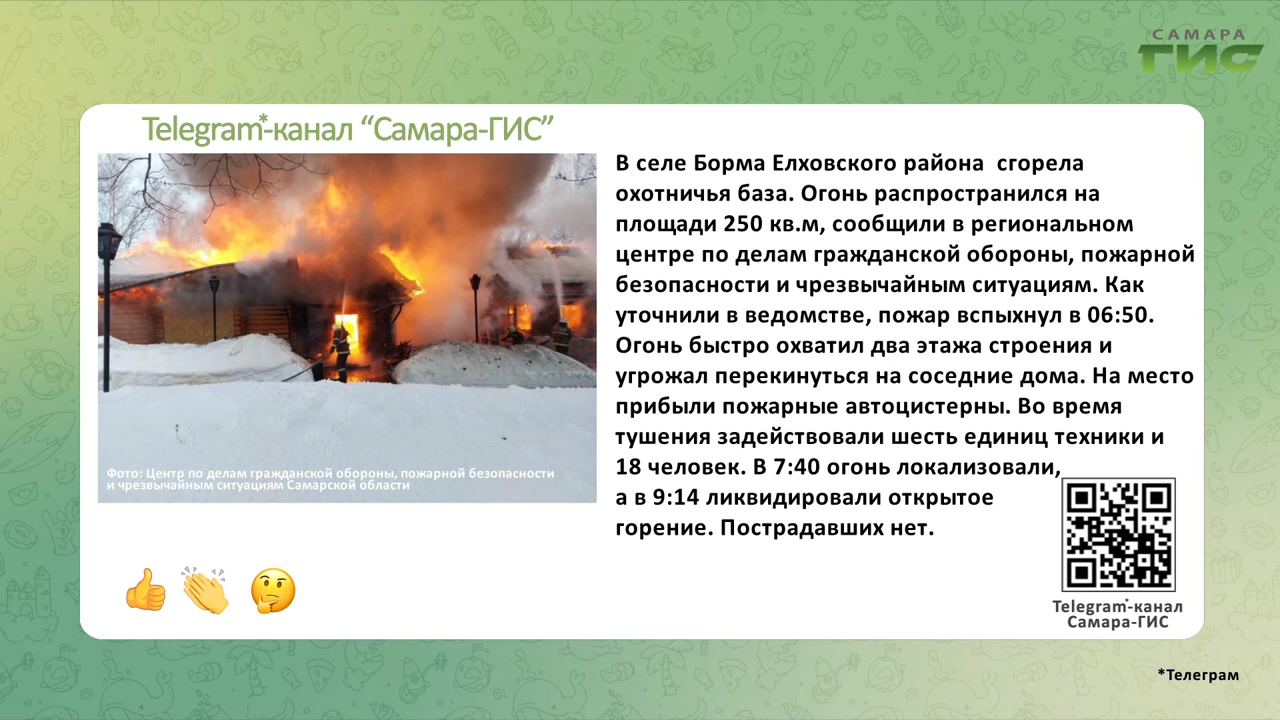 САМАРА
ГИС
Telegram*-канал “Самара-ГИС”
В селе Борма Елховского района  сгорела
охотничья база. Огонь распространился на
площади 250 кв.м, сообщили в региональном
центре по делам гражданской обороны, пожарной
безопасности и чрезвычайным ситуациям. Как
уточнили в ведомстве, пожар вспыхнул в 06:50.
Огонь быстро охватил два этажа строения и
угрожал перекинуться на соседние дома. На место
прибыли пожарные автоцистерны. Во время
тушения задействовали шесть единиц техники и
18 человек. В 7:40 огонь локализовали,
а в 9:14 ликвидировали открытое
горение. Пострадавших нет.
Фото: Центр по делам гражданской обороны, пожарной безопасности
и чрезвычайным ситуациям Самарской области
Telegram*-канал
Самара-ГИС
*Телеграм